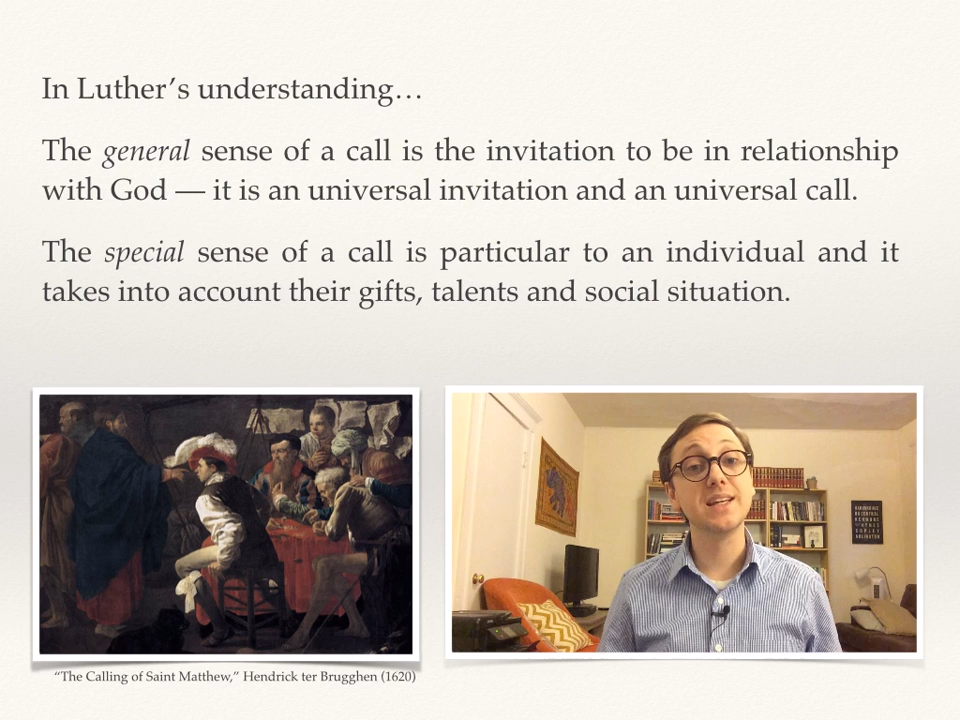 In Luther’s understanding…
The general sense of a call is the invitation to be in relationship
with God — it is an universal invitation and an universal call.
The special sense of a call is particular to an individual and it
takes into account their gifts, talents and social situation.
“The Calling of Saint Matthew,” Hendrick ter Brugghen (1620)